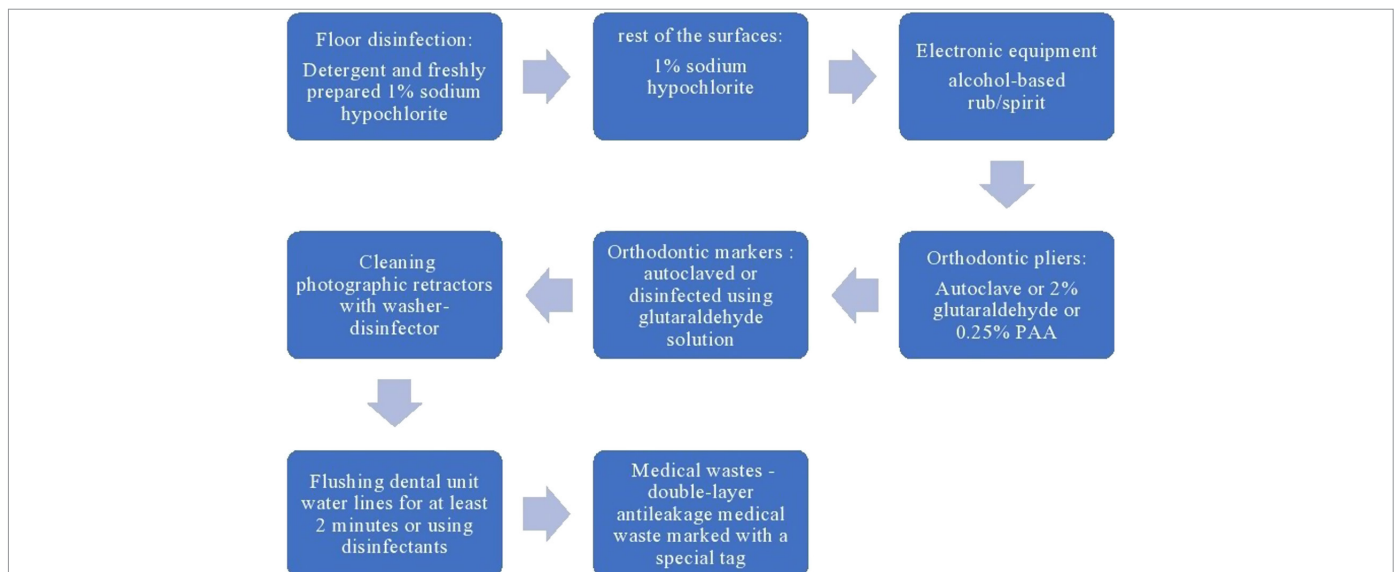 Floor disinfection:
Detergent and freshly
prepared 1% sodium
hypochlorite
rest of the surfaces:
1% sodium
hypochlorite
Electronic equipment
alcohol-based
rub/spirit
Orthodontic pliers:
Autoclave or 2%
glutaraldehyde or
0.25% PAA
Orthodontic markers :
autoclaved or
disinfected using
glutaraldehyde
solution
Cleaning
photographic retractors
with washer-
disinfector
Flushing dental unit
water lines for at least
2 minutes or using
disinfectants
Medical wastes -
double-layer
antileakage medical
waste marked with a
special tag